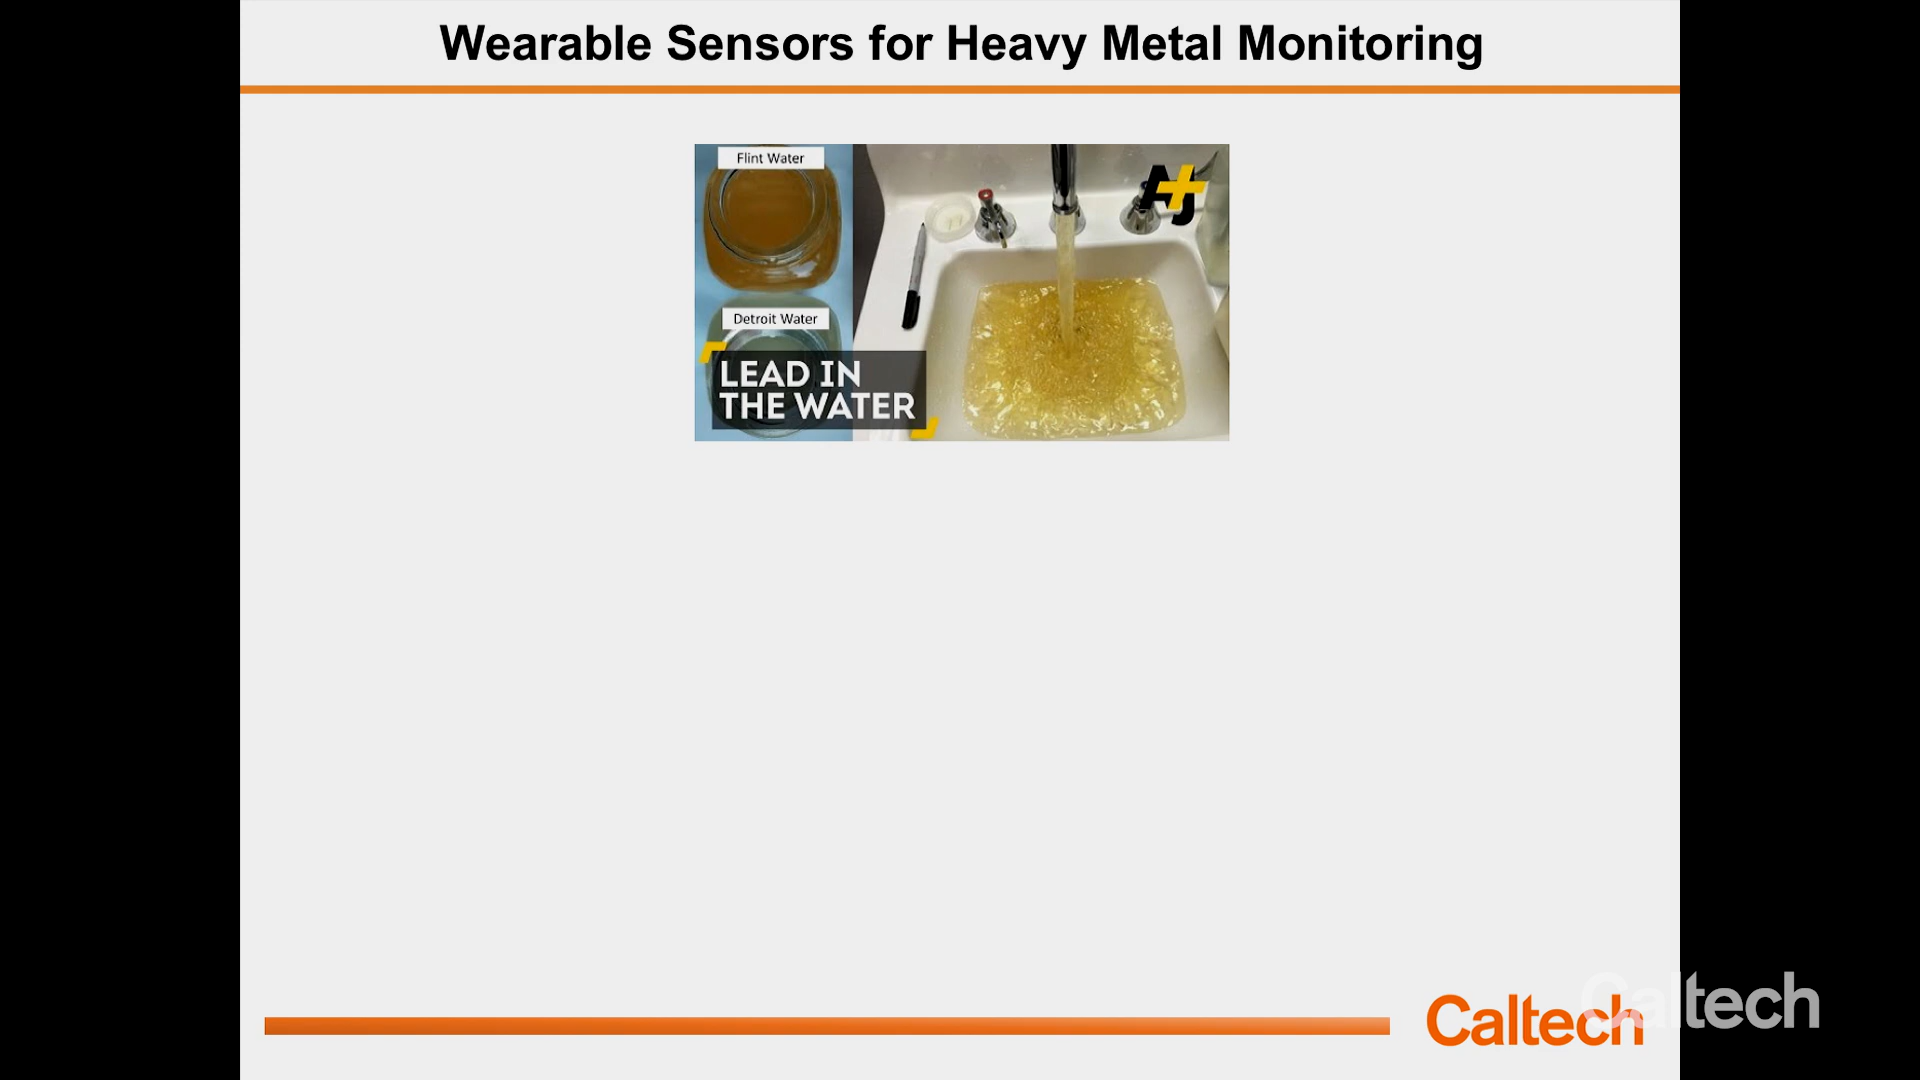 Wearable Sensors for Heavy Metal Monitoring
Flint Water
AJ+
Detroit Water
LEAD IN
THE WATER
Caltech
Caltech